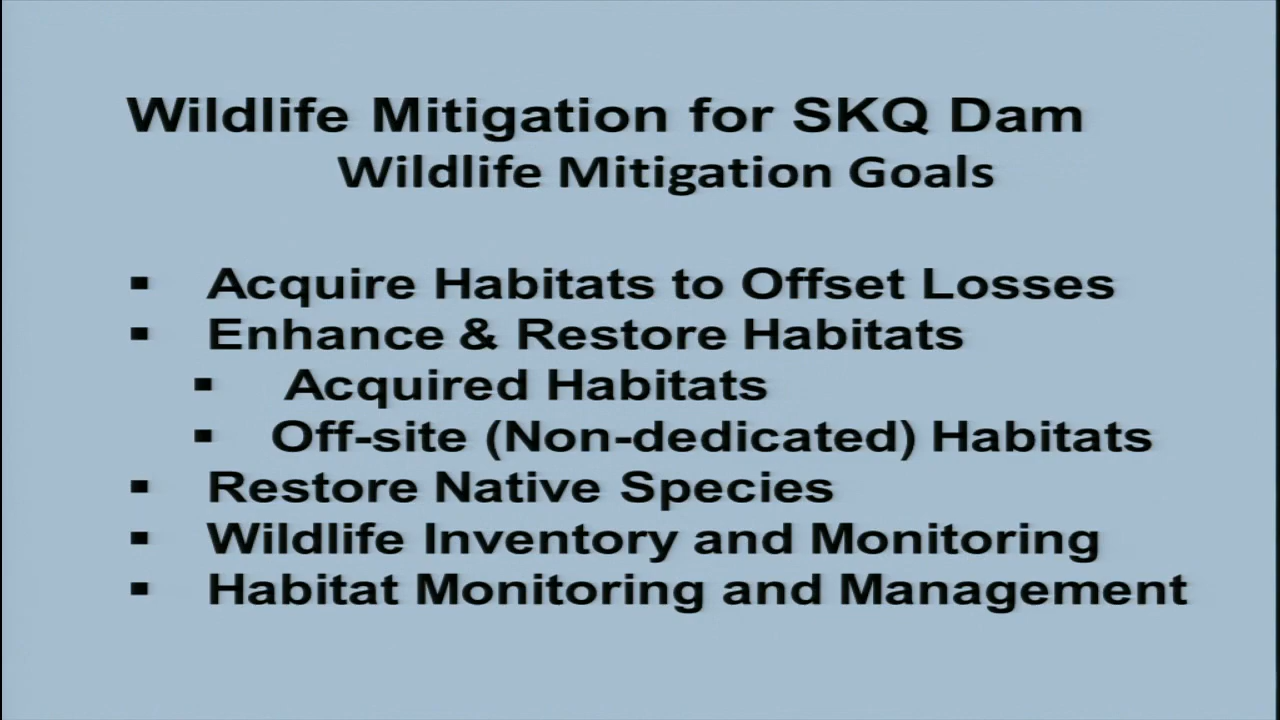 Wildlife Mitigation for SKQ Dam
Wildlife Mitigation Goals
▪ Acquire Habitats to Offset Losses
▪ Enhance & Restore Habitats
▪ Acquired Habitats
▪ Off-site (Non-dedicated) Habitats
▪ Restore Native Species
▪ Wildlife Inventory and Monitoring
▪ Habitat Monitoring and Management